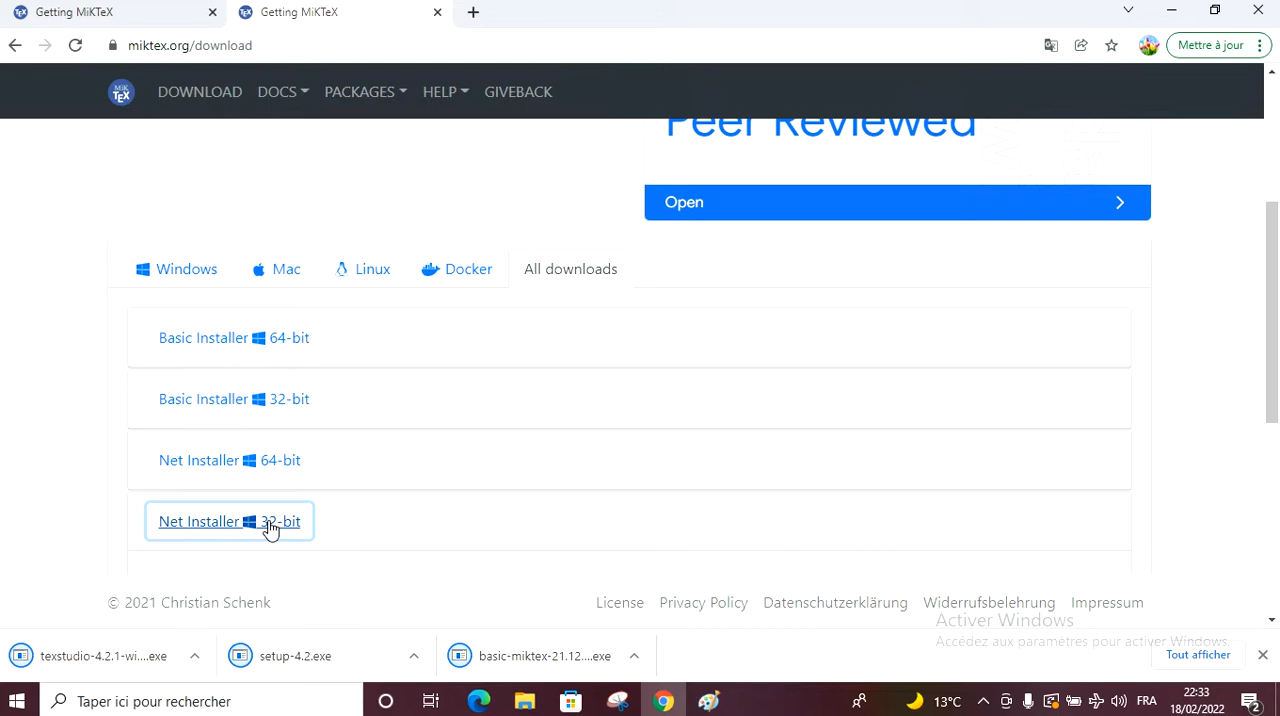 Getting MiKTeX
Getting MiKTeX
miktex.org/download
Mettre à jour
MiK
TEX
DOWNLOAD DOCS PACKAGES HELP GIVEBACK
Peer Reviewed
Open
Windows Mac Linux Docker All downloads
Basic Installer 64-bit
Basic Installer 32-bit
Net Installer 64-bit
Net Installer 32-bit
© 2021 Christian Schenk
License Privacy Policy Datenschutzerklärung Widerrufsbelehrung Impressum
Activer Windows
Accédez aux paramètres pour activer Windows.
texstudio-4.2.1-wi....exe
setup-4.2.exe
basic-miktex-21.12....exe
Tout afficher
Taper ici pour rechercher
13°C
FRA
22:33
18/02/2022
2